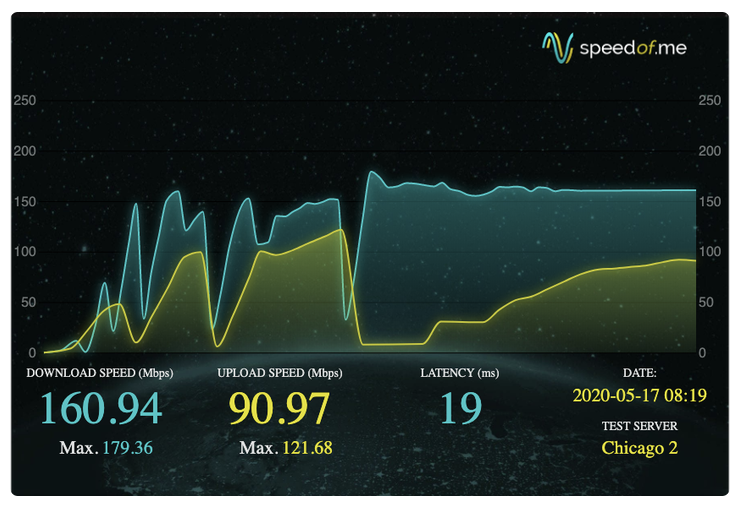 speedof.me
250 250
200 200
150 150
100 100
50 50
0 0
DOWNLOAD SPEED (Mbps) UPLOAD SPEED (Mbps) LATENCY (ms) DATE:
160.94 90.97 19 2020-05-17 08:19
TEST SERVER
Max. 179.36 Max. 121.68 Chicago 2